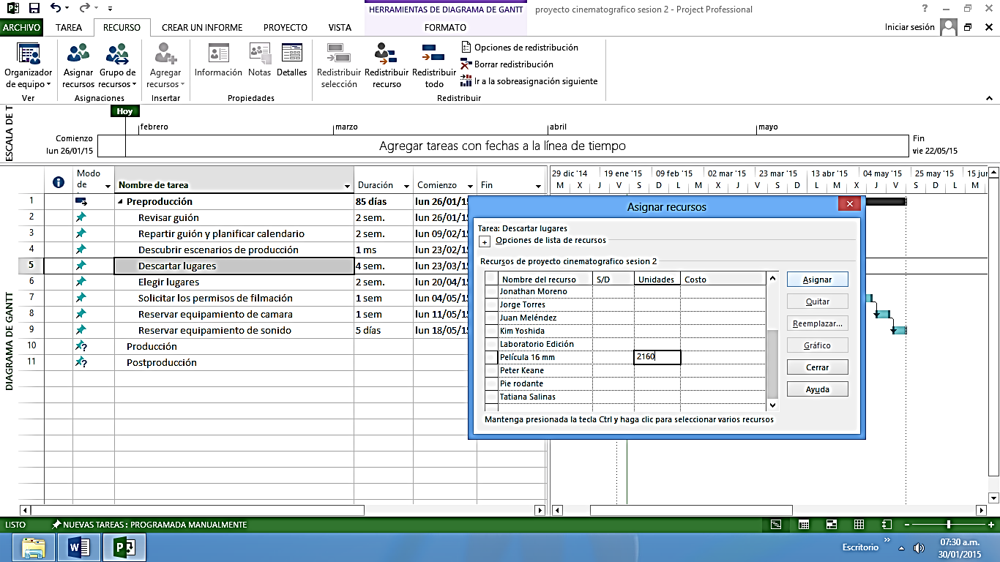 HERRAMIENTAS DE DIAGRAMA DE GANTT proyecto cinematografico sesion 2 - Project Professional
ARCHIVO TAREA RECURSO CREAR UN INFORME PROYECTO VISTA FORMATO Iniciar sesión
Organizador de equipo
Asignar recursos
Grupo de recursos
Agregar recursos
Información Notas Detalles
Redistribuir selección
Redistribuir recurso
Redistribuir todo
Opciones de redistribución
Borrar redistribución
Ir a la sobreasignación siguiente
Ver Asignaciones Insertar Propiedades Redistribuir
ESCALA DE T
Hoy
febrero marzo abril mayo
Comienzo
lun 26/01/15
Agregar tareas con fechas a la línea de tiempo
Fin
vie 22/05/15
DIAGRAMA DE GANTT
Modo de Nombre de tarea Duración Comienzo Fin
29 dic '14 19 ene '15 09 feb '15 02 mar '15 23 mar '15 13 abr '15 04 may '15 25 may '15 15 jun
M X J V S D L M X J V S D L M X J V
1 Preproducción 85 días lun 26/01/15
2 Revisar guión 2 sem. lun 26/01/15
3 Repartir guión y planificar calendario 2 sem. lun 09/02/15
4 Descubrir escenarios de producción 1 ms lun 23/02/15
5 Descartar lugares 4 sem. lun 23/03/15
6 Elegir lugares 2 sem. lun 20/04/15
7 Solicitar los permisos de filmación 1 sem lun 04/05/15
8 Reservar equipamiento de camara 1 sem lun 11/05/15
9 Reservar equipamiento de sonido 5 días lun 18/05/15
10 Producción
11 Postproducción
Asignar recursos
Tarea: Descartar lugares
+ Opciones de lista de recursos
Recursos de proyecto cinematografico sesion 2
Nombre del recurso S/D Unidades Costo
Jonathan Moreno
Jorge Torres
Juan Meléndez
Kim Yoshida
Laboratorio Edición
Película 16 mm 2160
Peter Keane
Pie rodante
Tatiana Salinas
Asignar
Quitar
Reemplazar...
Gráfico
Cerrar
Ayuda
Mantenga presionada la tecla Ctrl y haga clic para seleccionar varios recursos
LISTO NUEVAS TAREAS : PROGRAMADA MANUALMENTE
Escritorio
07:30 a.m.
30/01/2015